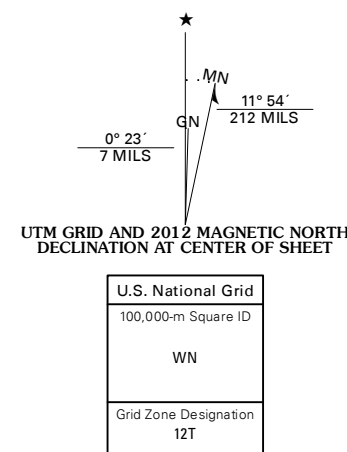 ★
MN
GN
11° 54´
212 MILS
0° 23´
7 MILS
UTM GRID AND 2012 MAGNETIC NORTH
DECLINATION AT CENTER OF SHEET
U.S. National Grid
100,000-m Square ID
WN
Grid Zone Designation
12T